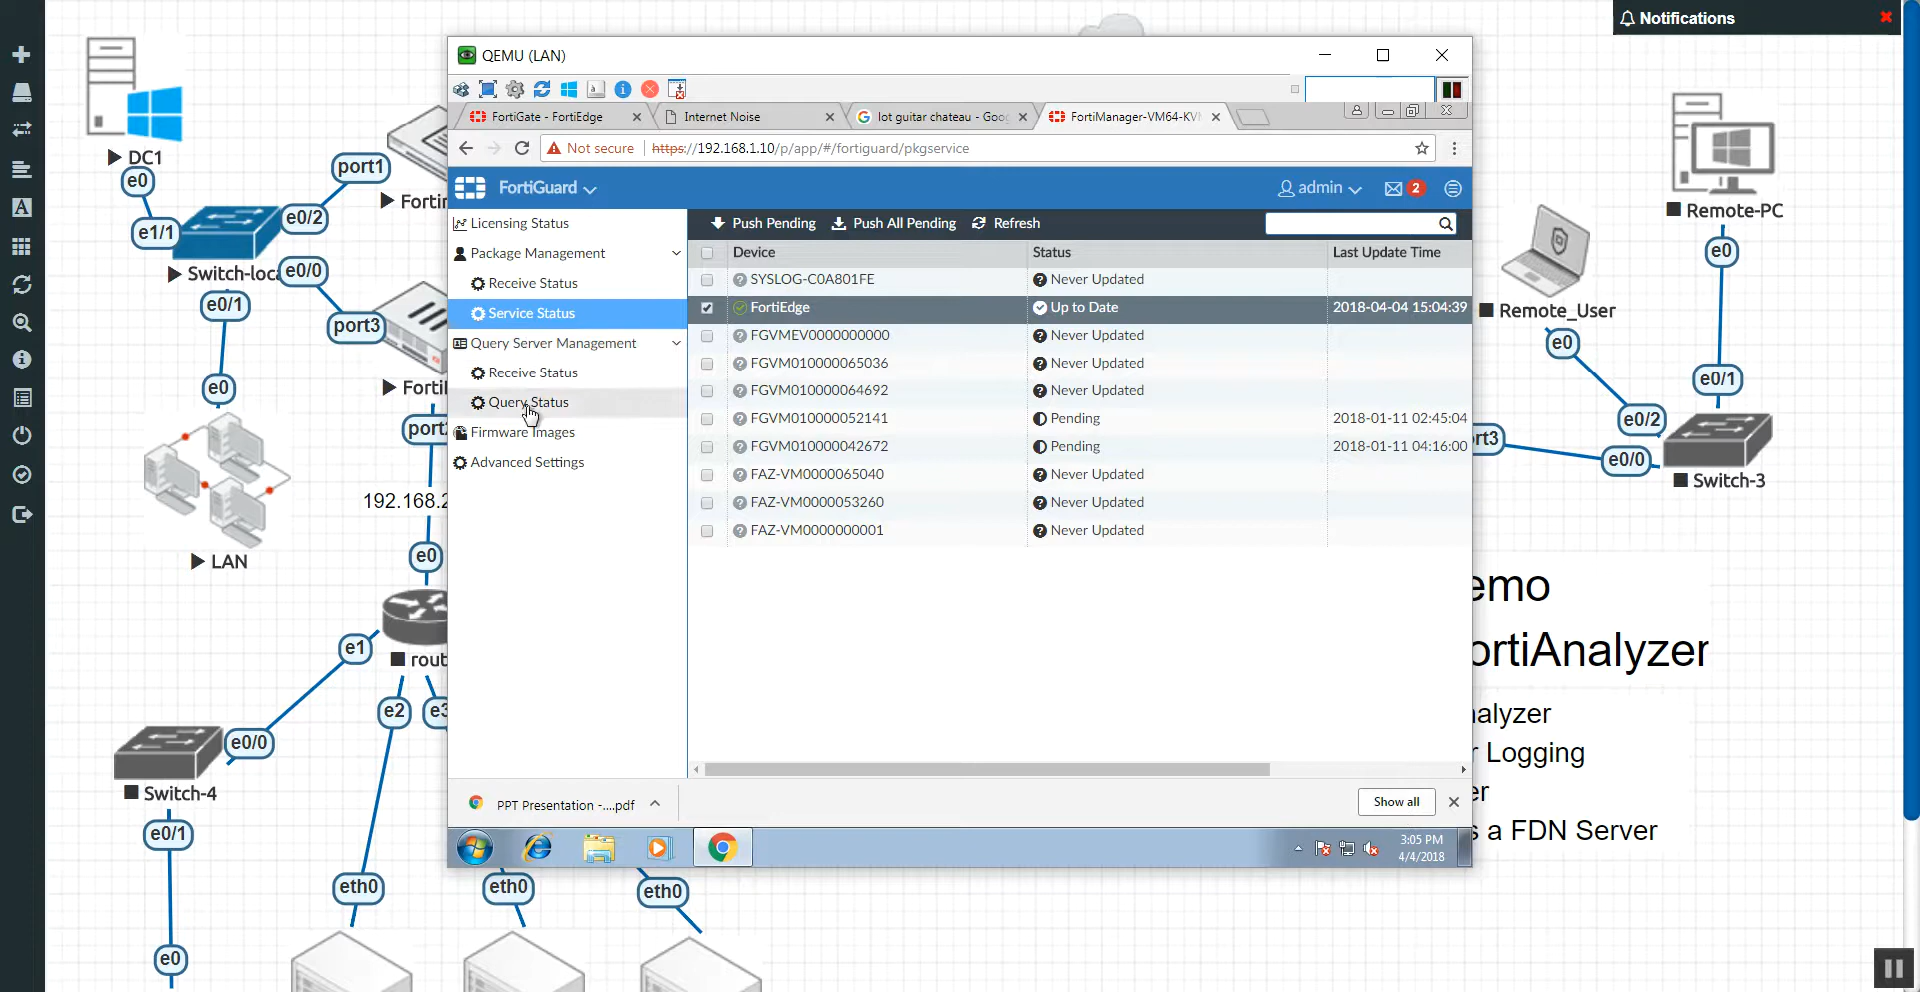 Notifications
QEMU (LAN)
FortiGate - FortiEdge
Internet Noise
lot guitar chateau - Goo
FortiManager-VM64-KV
Not secure
https://192.168.1.10/p/app/#/fortiguard/pkgservice
FortiGuard
admin
2
Licensing Status
Package Management
Receive Status
Service Status
Query Server Management
Receive Status
Query Status
Firmware Images
Advanced Settings
Push Pending
Push All Pending
Refresh
Device Status Last Update Time
SYSLOG-C0A801FE Never Updated
FortiEdge Up to Date 2018-04-04 15:04:39
FGVMEV0000000000 Never Updated
FGVM010000065036 Never Updated
FGVM010000064692 Never Updated
FGVM010000052141 Pending 2018-01-11 02:45:04
FGVM010000042672 Pending 2018-01-11 04:16:00
FAZ-VM0000065040 Never Updated
FAZ-VM0000053260 Never Updated
FAZ-VM0000000001 Never Updated
PPT Presentation -....pdf
Show all
3:05 PM
4/4/2018
DC1
e0
port1
e1/1
e0/2
Fortir
Switch-loca
e0/0
e0/1
port3
e0
Forti
port2
LAN
192.168.2
e0
e1
rout
e2
e3
e0/0
Switch-4
e0/1
e0
eth0
eth0
eth0
Remote-PC
e0
Remote_User
e0
e0/1
e0/2
rt3
e0/0
Switch-3
emo
ortiAnalyzer
alyzer
r Logging
er
s a FDN Server